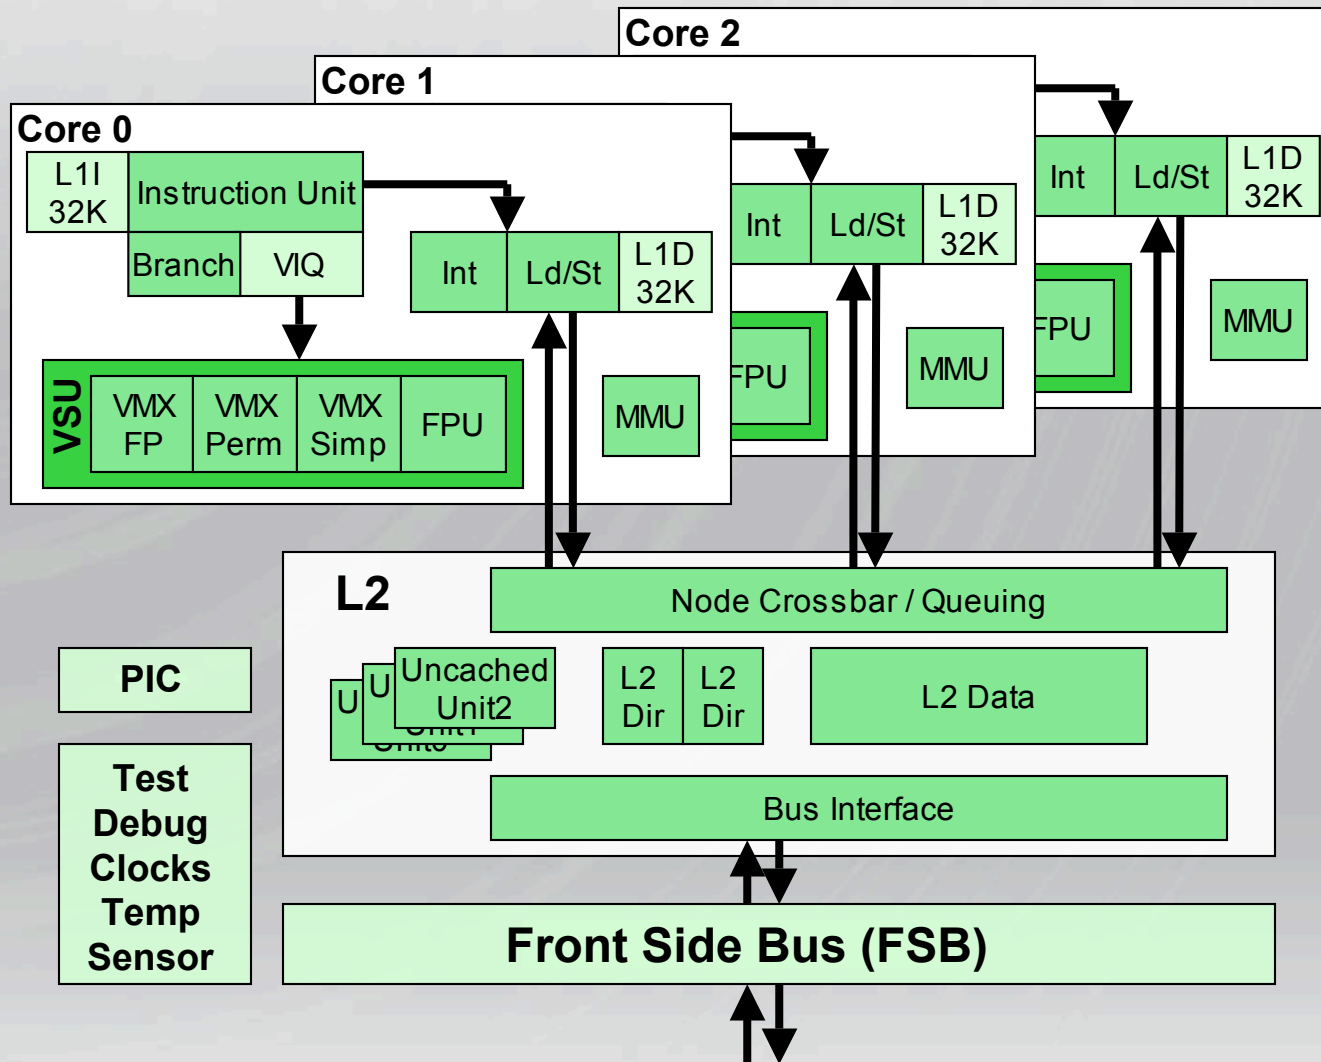 Core 2
Core 1
Core 0
L1I
32K
Instruction Unit
Branch
VIQ
Int
Ld/St
L1D
32K
VSU
VMX
FP
VMX
Perm
VMX
Simp
FPU
MMU
Int
Ld/St
L1D
32K
FPU
MMU
Int
Ld/St
L1D
32K
FPU
MMU
L2
Node Crossbar / Queuing
Uncached
Unit2
U
U
L2
Dir
L2
Dir
L2 Data
Bus Interface
PIC
Test
Debug
Clocks
Temp
Sensor
Front Side Bus (FSB)